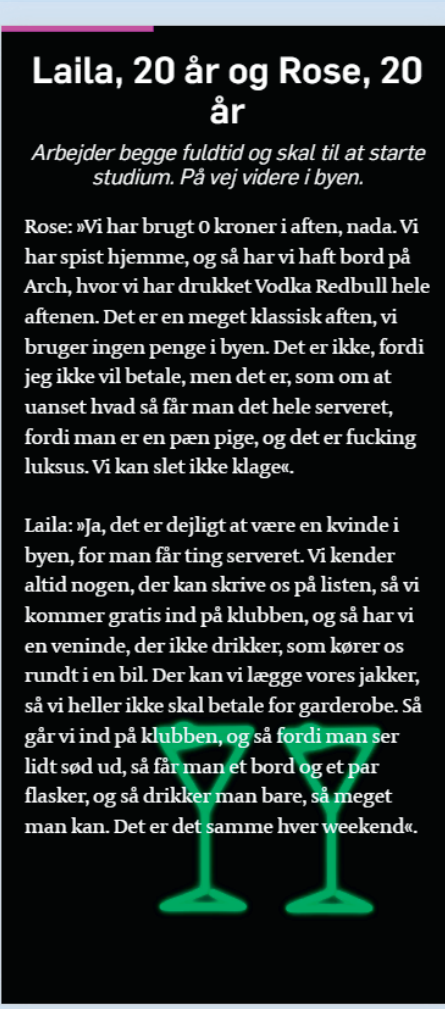 Laila, 20 år og Rose, 20
år
Arbejder begge fuldtid og skal til at starte
studium. På vej videre i byen.
Rose: »Vi har brugt 0 kroner i aften, nada. Vi
har spist hjemme, og så har vi haft bord på
Arch, hvor vi har drukket Vodka Redbull hele
aftenen. Det er en meget klassisk aften, vi
bruger ingen penge i byen. Det er ikke, fordi
jeg ikke vil betale, men det er, som om at
uanset hvad så får man det hele serveret,
fordi man er en pæn pige, og det er fucking
luksus. Vi kan slet ikke klage«.
Laila: »Ja, det er dejligt at være en kvinde i
byen, for man får ting serveret. Vi kender
altid nogen, der kan skrive os på listen, så vi
kommer gratis ind på klubben, og så har vi
en veninde, der ikke drikker, som kører os
rundt i en bil. Der kan vi lægge vores jakker,
så vi heller ikke skal betale for garderobe. Så
går vi ind på klubben, og så fordi man ser
lidt sød ud, så får man et bord og et par
flasker, og så drikker man bare, så meget
man kan. Det er det samme hver weekend«.